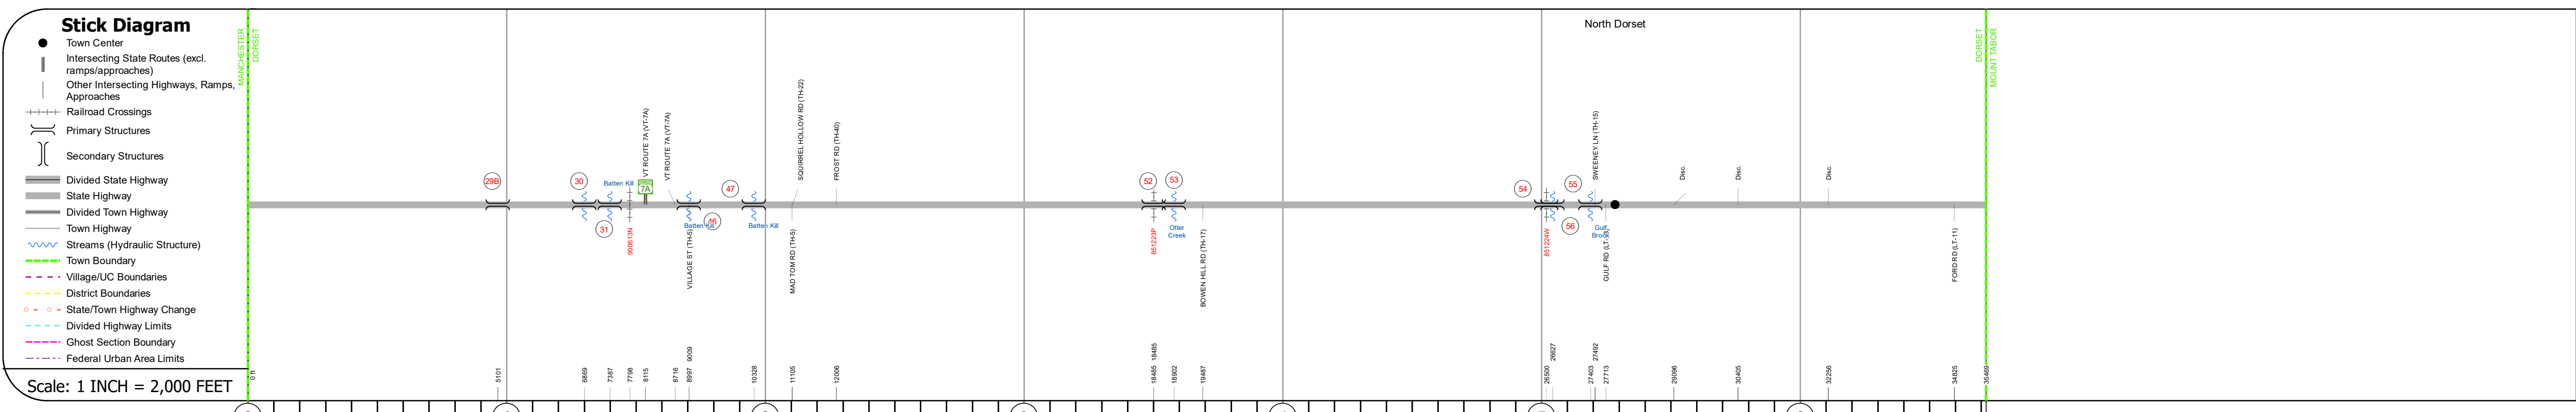 Stick Diagram
Town Center
Intersecting State Routes (excl.
ramps/approaches)
Other Intersecting Highways, Ramps,
Approaches
Railroad Crossings
Primary Structures
Secondary Structures
Divided State Highway
State Highway
Divided Town Highway
Town Highway
Streams (Hydraulic Structure)
Town Boundary
Village/UC Boundaries
District Boundaries
State/Town Highway Change
Divided Highway Limits
Ghost Section Boundary
Federal Urban Area Limits
Scale: 1 INCH = 2,000 FEET
MANCHESTER
DORSET
North Dorset
DORSET
MOUNT TABOR
29B
30
Batten Kill
31
900613N
VT ROUTE 7A (VT-7A)
7A
VT ROUTE 7A (VT-7A)
46
Batten Kill
VILLAGE ST (TH-5)
47
Batten Kill
SQUIRREL HOLLOW RD (TH-22)
MAD TOM RD (TH-5)
FROST RD (TH-40)
52
53
851223P
Otter
Creek
BOWEN HILL RD (TH-17)
54
55
56
851224W
Gulf
Brook
SWEENEY LN (TH-15)
GULF RD
Disc.
Disc.
Disc.
FORD RD (LT-11)
0 ft
5101
6869
7387
7798
8115
8716
8997
9009
10328
11105
12006
18485
18485
18902
19487
26500
26627
27403
27492
27713
29096
30405
32256
34825
35469